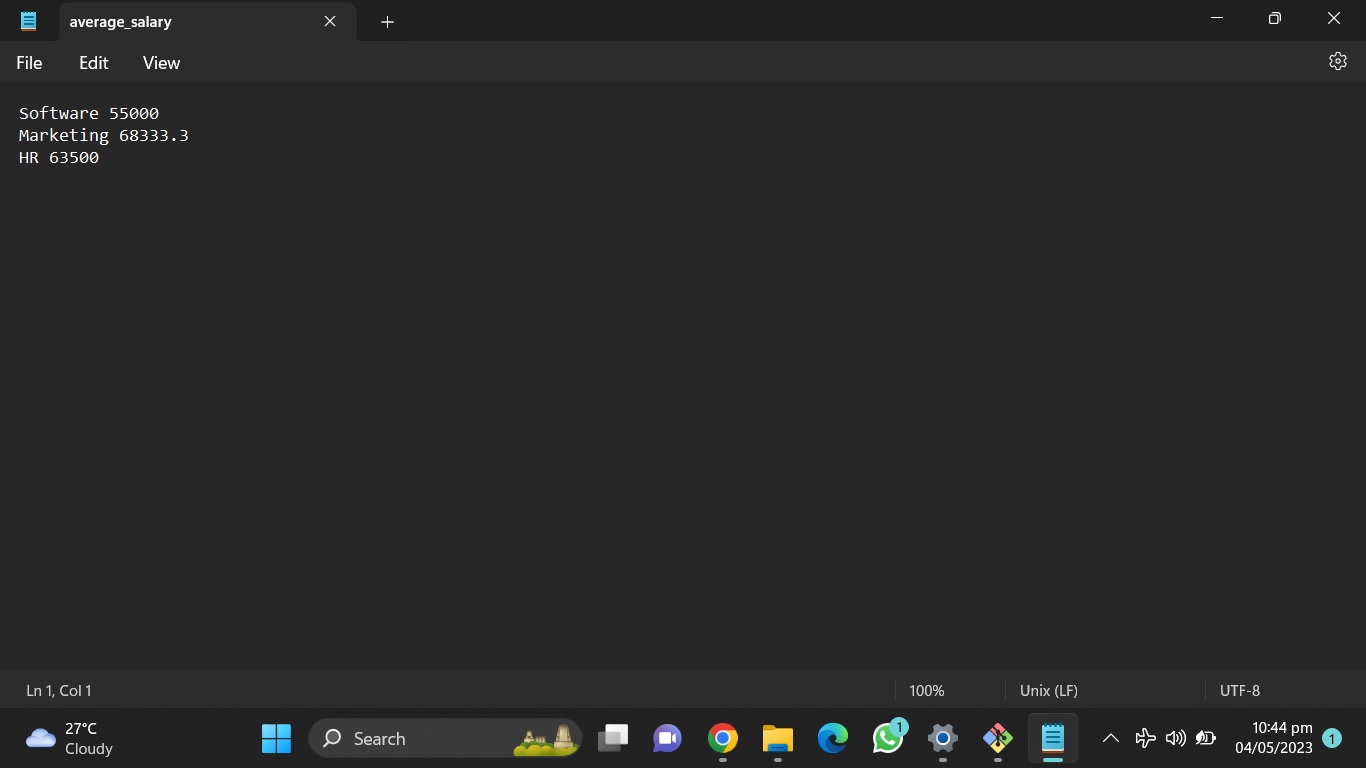 average_salary
File Edit View
Software 55000
Marketing 68333.3
HR 63500
Ln 1, Col 1 100% Unix (LF) UTF-8
27°C
Cloudy
Search
1
10:44 pm
04/05/2023
1